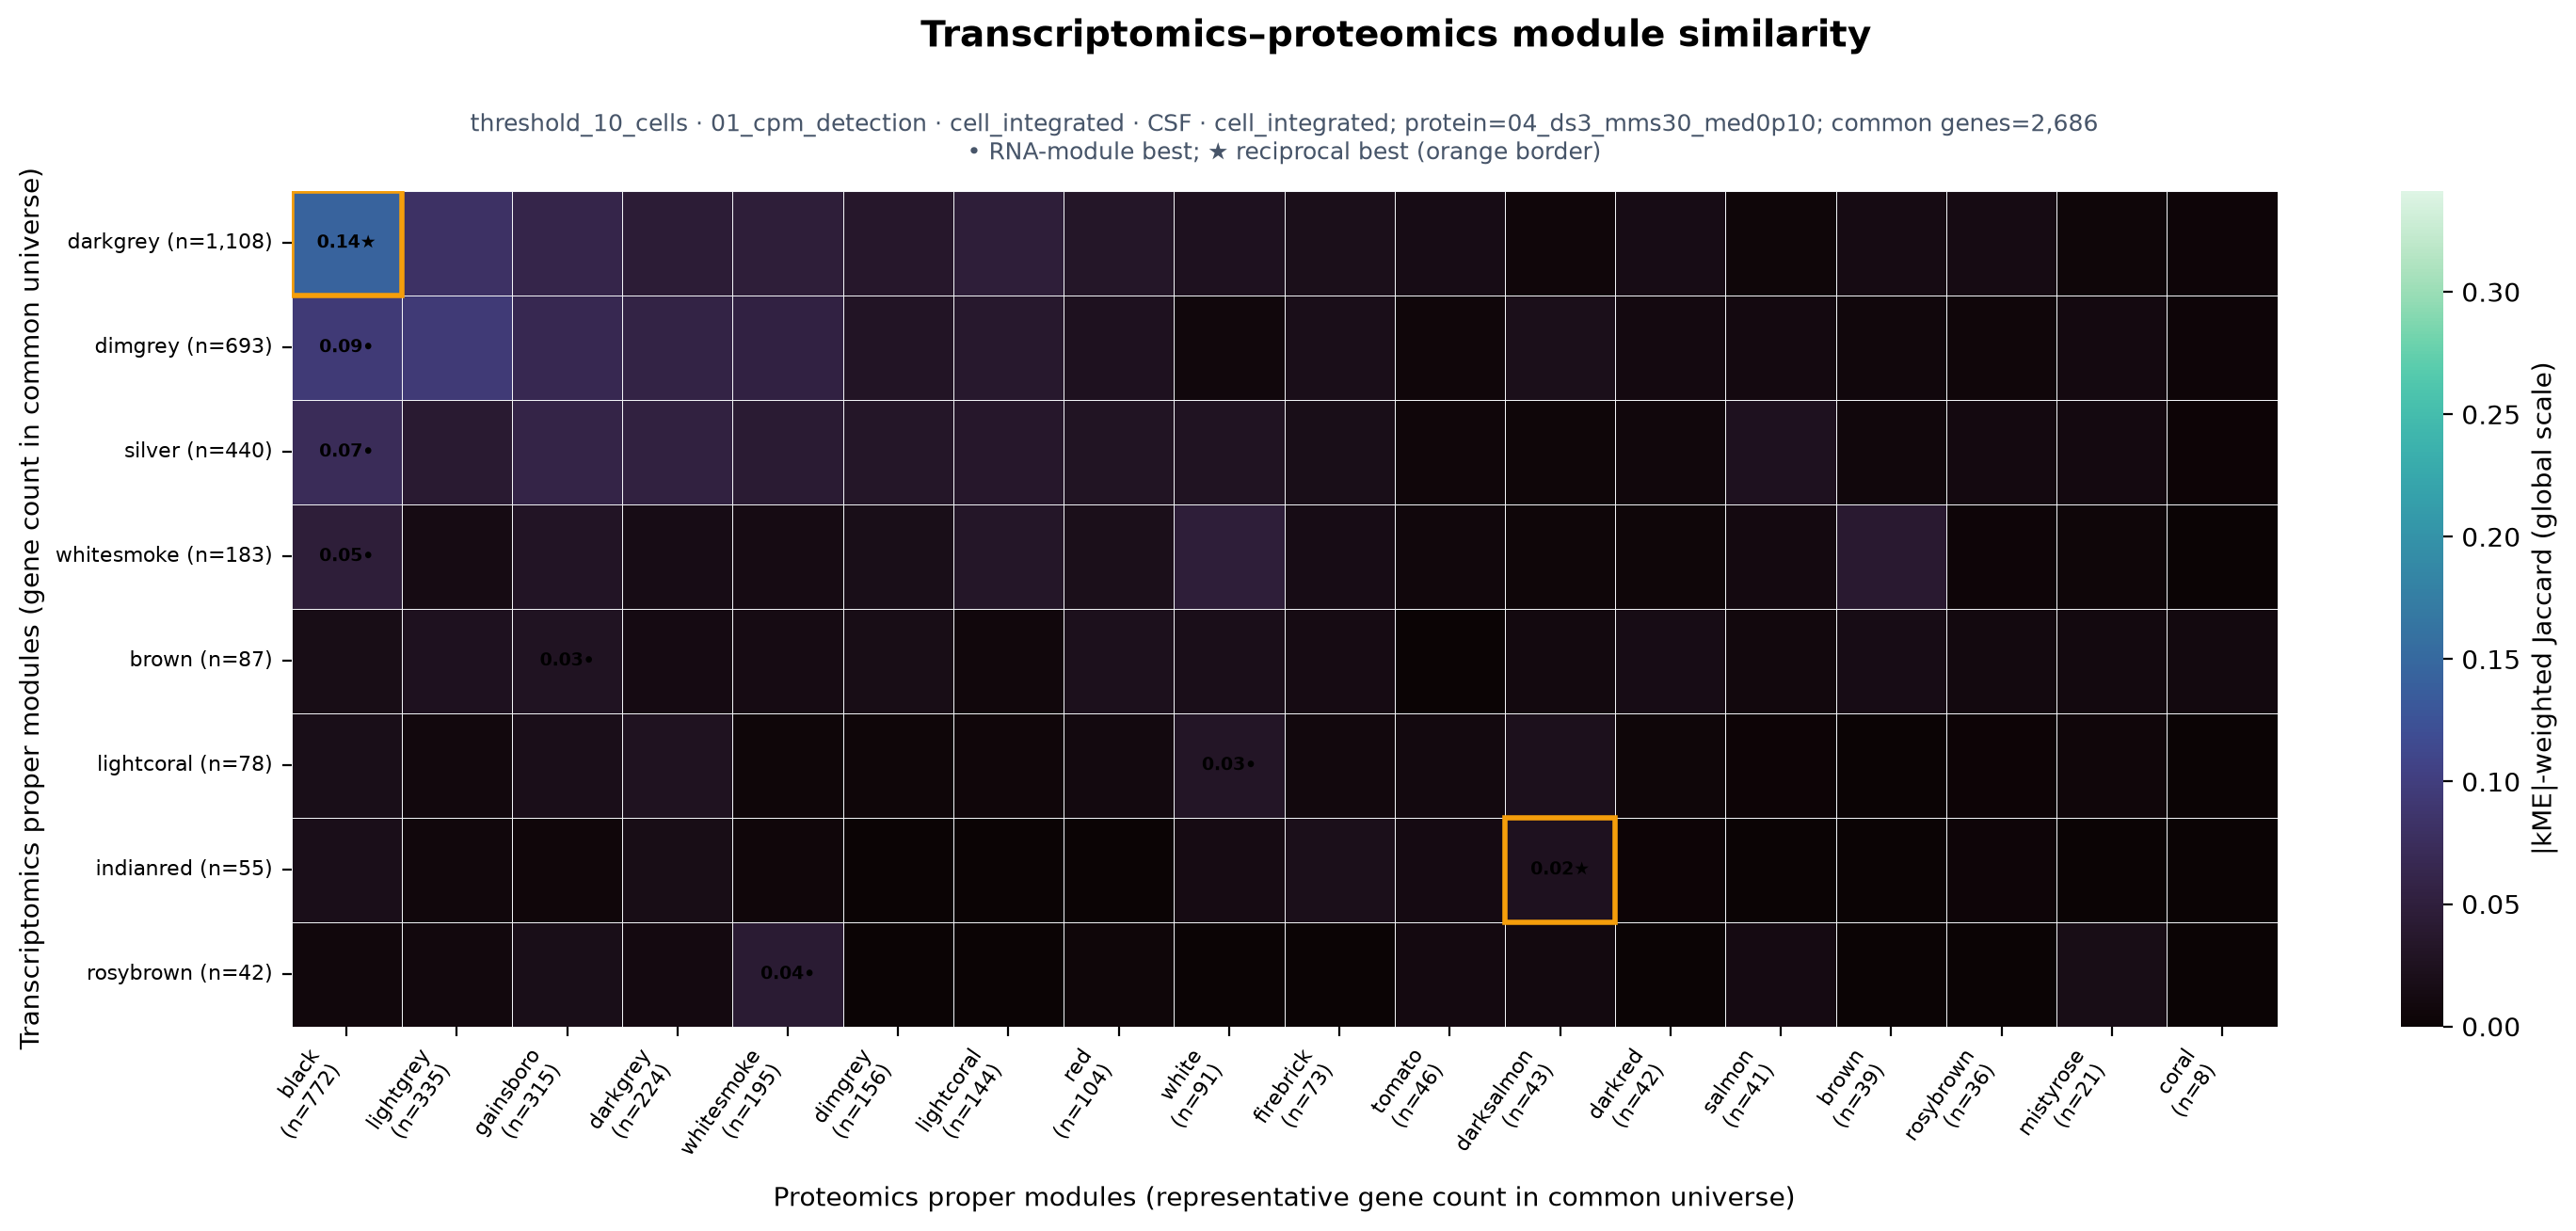 Transcriptomics–proteomics module similarity
threshold_10_cells · 01_cpm_detection · cell_integrated · CSF · cell_integrated; protein=04_ds3_mms30_med0p10; common genes=2,686
• RNA-module best; ★ reciprocal best (orange border)
Transcriptomics proper modules (gene count in common universe)
darkgrey (n=1,108)
0.14★
dimgrey (n=693)
0.09•
silver (n=440)
0.07•
whitesmoke (n=183)
0.05•
brown (n=87)
0.03•
lightcoral (n=78)
0.03•
indianred (n=55)
0.02★
rosybrown (n=42)
0.04•
black
(n=772)
lightgrey
(n=335)
gainsboro
(n=315)
darkgrey
(n=224)
whitesmoke
(n=195)
dimgrey
(n=156)
lightcoral
(n=144)
red
(n=104)
white
(n=91)
firebrick
(n=73)
tomato
(n=46)
darksalmon
(n=43)
darkred
(n=42)
salmon
(n=41)
brown
(n=39)
rosybrown
(n=36)
mistyrose
(n=21)
coral
(n=8)
Proteomics proper modules (representative gene count in common universe)
0.30
0.25
0.20
0.15
0.10
0.05
0.00
|kME|-weighted Jaccard (global scale)